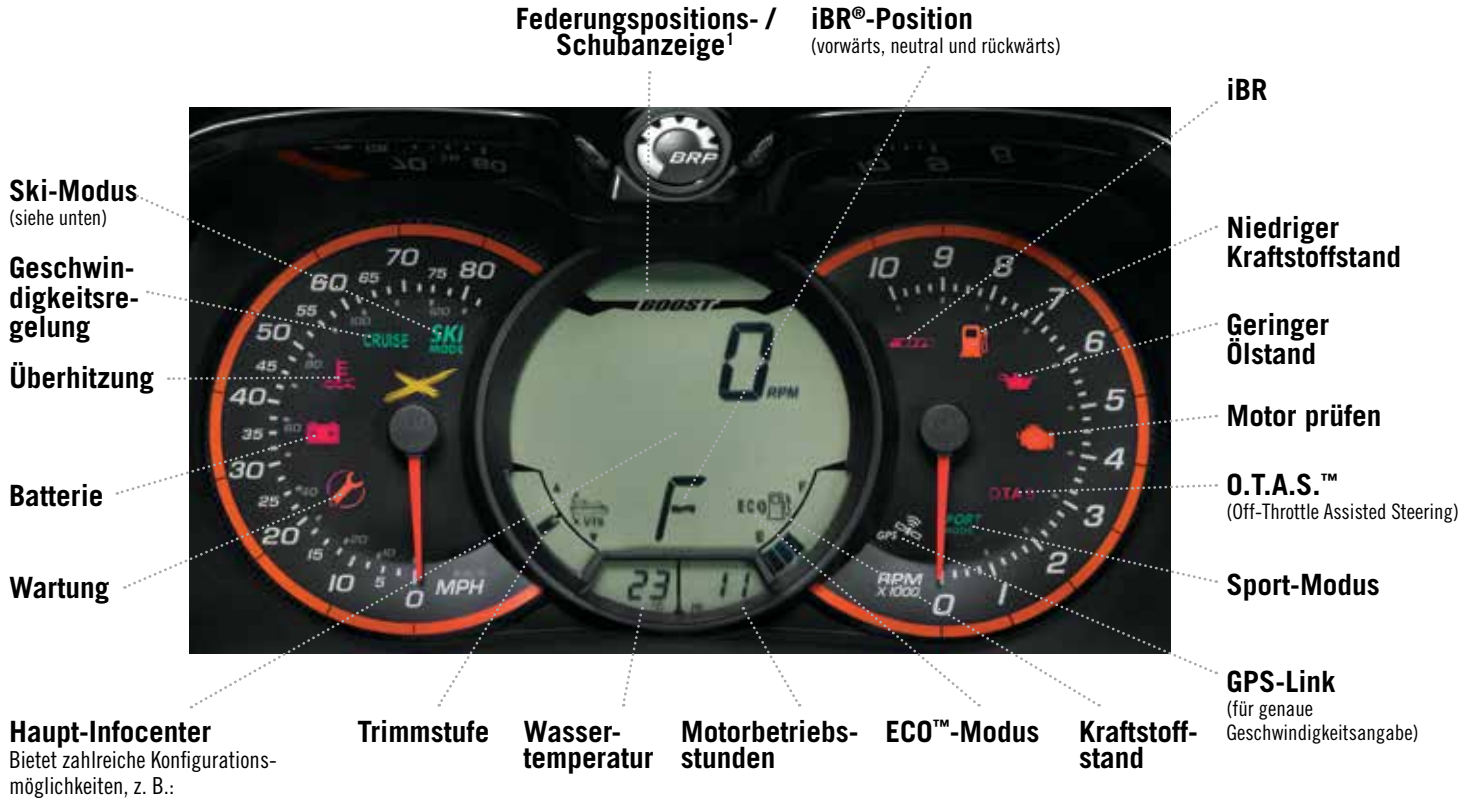 Federungspositions- /
Schubanzeige¹
iBR®-Position
(vorwärts, neutral und rückwärts)
iBR
Ski-Modus
(siehe unten)
Geschwin-
digkeitsre-
gelung
Überhitzung
Batterie
Wartung
Niedriger
Kraftstoffstand
Geringer
Ölstand
Motor prüfen
O.T.A.S.™
(Off-Throttle Assisted Steering)
Sport-Modus
GPS-Link
(für genaue
Geschwindigkeitsangabe)
BRP
70 75 80
60 65
55
50
45
40
35
30
25
20
15
10
5
0
MPH
CRUISE
SKI
MODE
E
BOOST
0 RPM
F
A
VTS
ECO
F
E
23
11
10 9 8
7
6
5
4
3
2
1
0
RPM
X 1000
GPS
O.T.A.S
Haupt-Infocenter
Bietet zahlreiche Konfigurations-
möglichkeiten, z. B.:
Trimmstufe
Wasser-
temperatur
Motorbetriebs-
stunden
ECO™-Modus
Kraftstoff-
stand